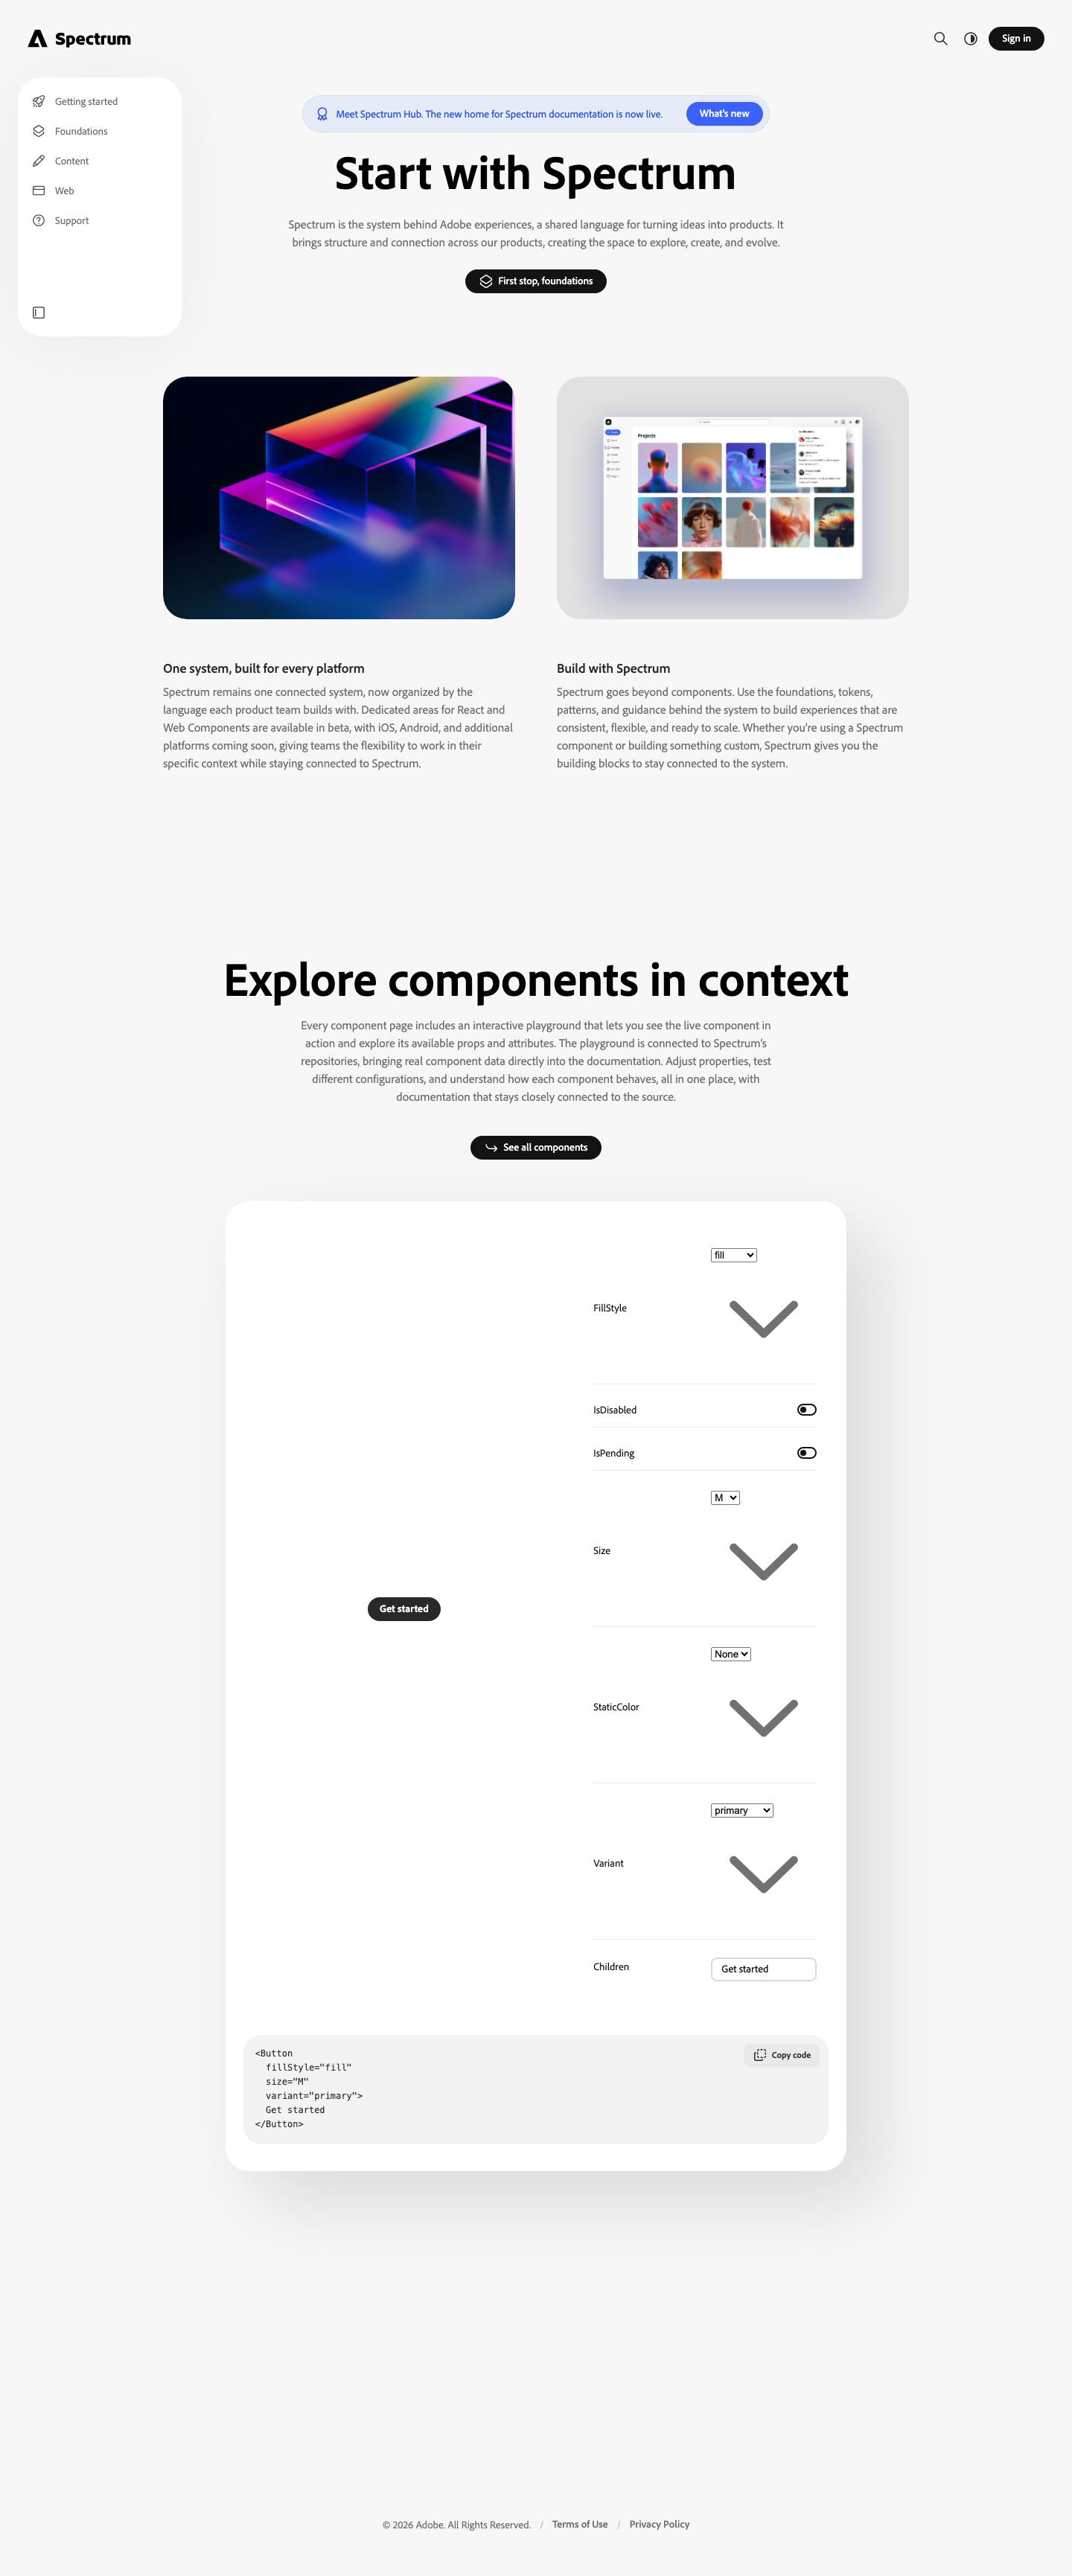 Spectrum
Sign in
Getting started
Foundations
Content
Web
Support
Meet Spectrum Hub. The new home for Spectrum documentation is now live.
What's new
Start with Spectrum
Spectrum is the system behind Adobe experiences, a shared language for turning ideas into products. It
brings structure and connection across our products, creating the space to explore, create, and evolve.
First stop, foundations
Projects
One system, built for every platform
Spectrum remains one connected system, now organized by the
language each product team builds with. Dedicated areas for React and
Web Components are available in beta, with iOS, Android, and additional
platforms coming soon, giving teams the flexibility to work in their
specific context while staying connected to Spectrum.
Build with Spectrum
Spectrum goes beyond components. Use the foundations, tokens,
patterns, and guidance behind the system to build experiences that are
consistent, flexible, and ready to scale. Whether you're using a Spectrum
component or building something custom, Spectrum gives you the
building blocks to stay connected to the system.
Explore components in context
Every component page includes an interactive playground that lets you see the live component in
action and explore its available props and attributes. The playground is connected to Spectrum's
repositories, bringing real component data directly into the documentation. Adjust properties, test
different configurations, and understand how each component behaves, all in one place, with
documentation that stays closely connected to the source.
See all components
fill
FillStyle
IsDisabled
IsPending
M
Size
Get started
None
StaticColor
primary
Variant
Children
Get started
<Button
  fillStyle="fill"
  size="M"
  variant="primary">
  Get started
</Button>
Copy code
© 2026 Adobe. All Rights Reserved. / Terms of Use / Privacy Policy